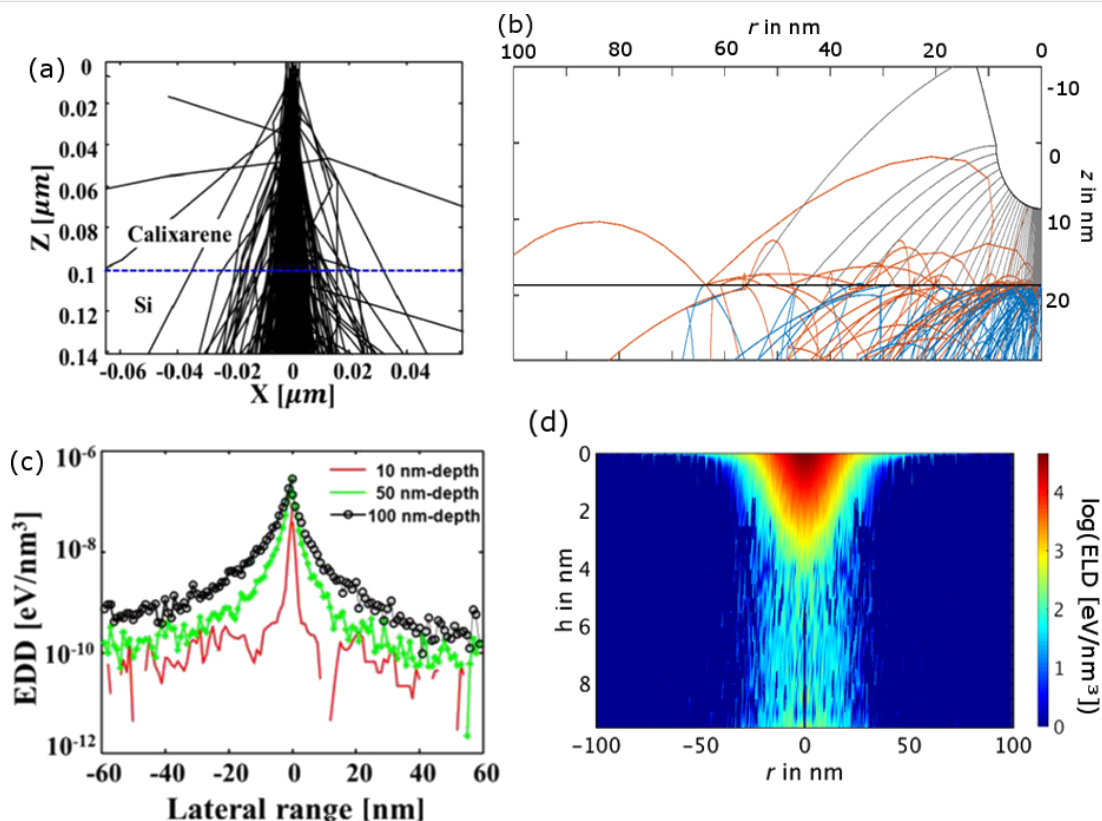 (a)
0
0.02
0.04
0.06
0.08
0.1
0.12
0.14
Z [μm]
Calixarene
Si
-0.06 -0.04 -0.02 0 0.02 0.04
X [μm]
(b)
r in nm
100 80 60 40 20 0
-10
0
10
20
z in nm
(c)
10⁻⁶
10⁻⁸
10⁻¹⁰
10⁻¹²
EDD [eV/nm³]
10 nm-depth
50 nm-depth
100 nm-depth
-60 -40 -20 0 20 40 60
Lateral range [nm]
(d)
0
2
4
6
8
h in nm
−100 −50 0 50 100
r in nm
4
3
2
1
0
log(ELD [eV/nm³])